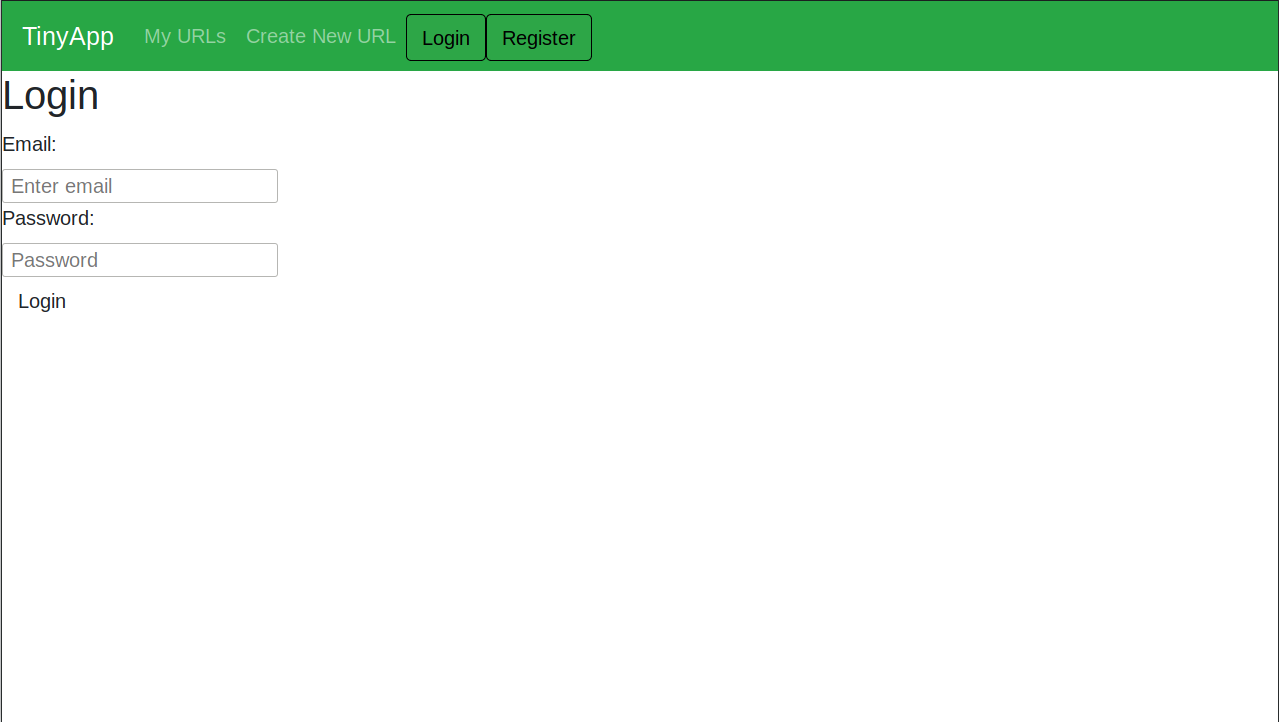 TinyApp My URLs Create New URL Login Register
Login
Email:
Enter email
Password:
Password
Login